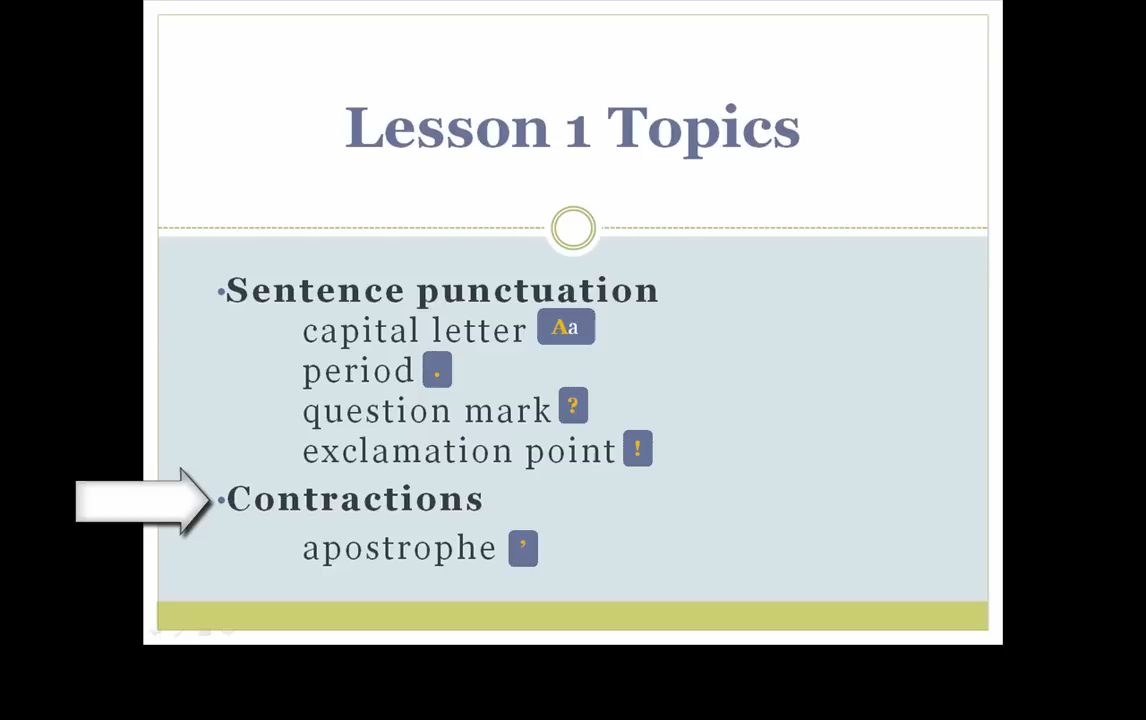 Lesson 1 Topics
•Sentence punctuation
capital letter Aa
period .
question mark ?
exclamation point !
•Contractions
apostrophe ’